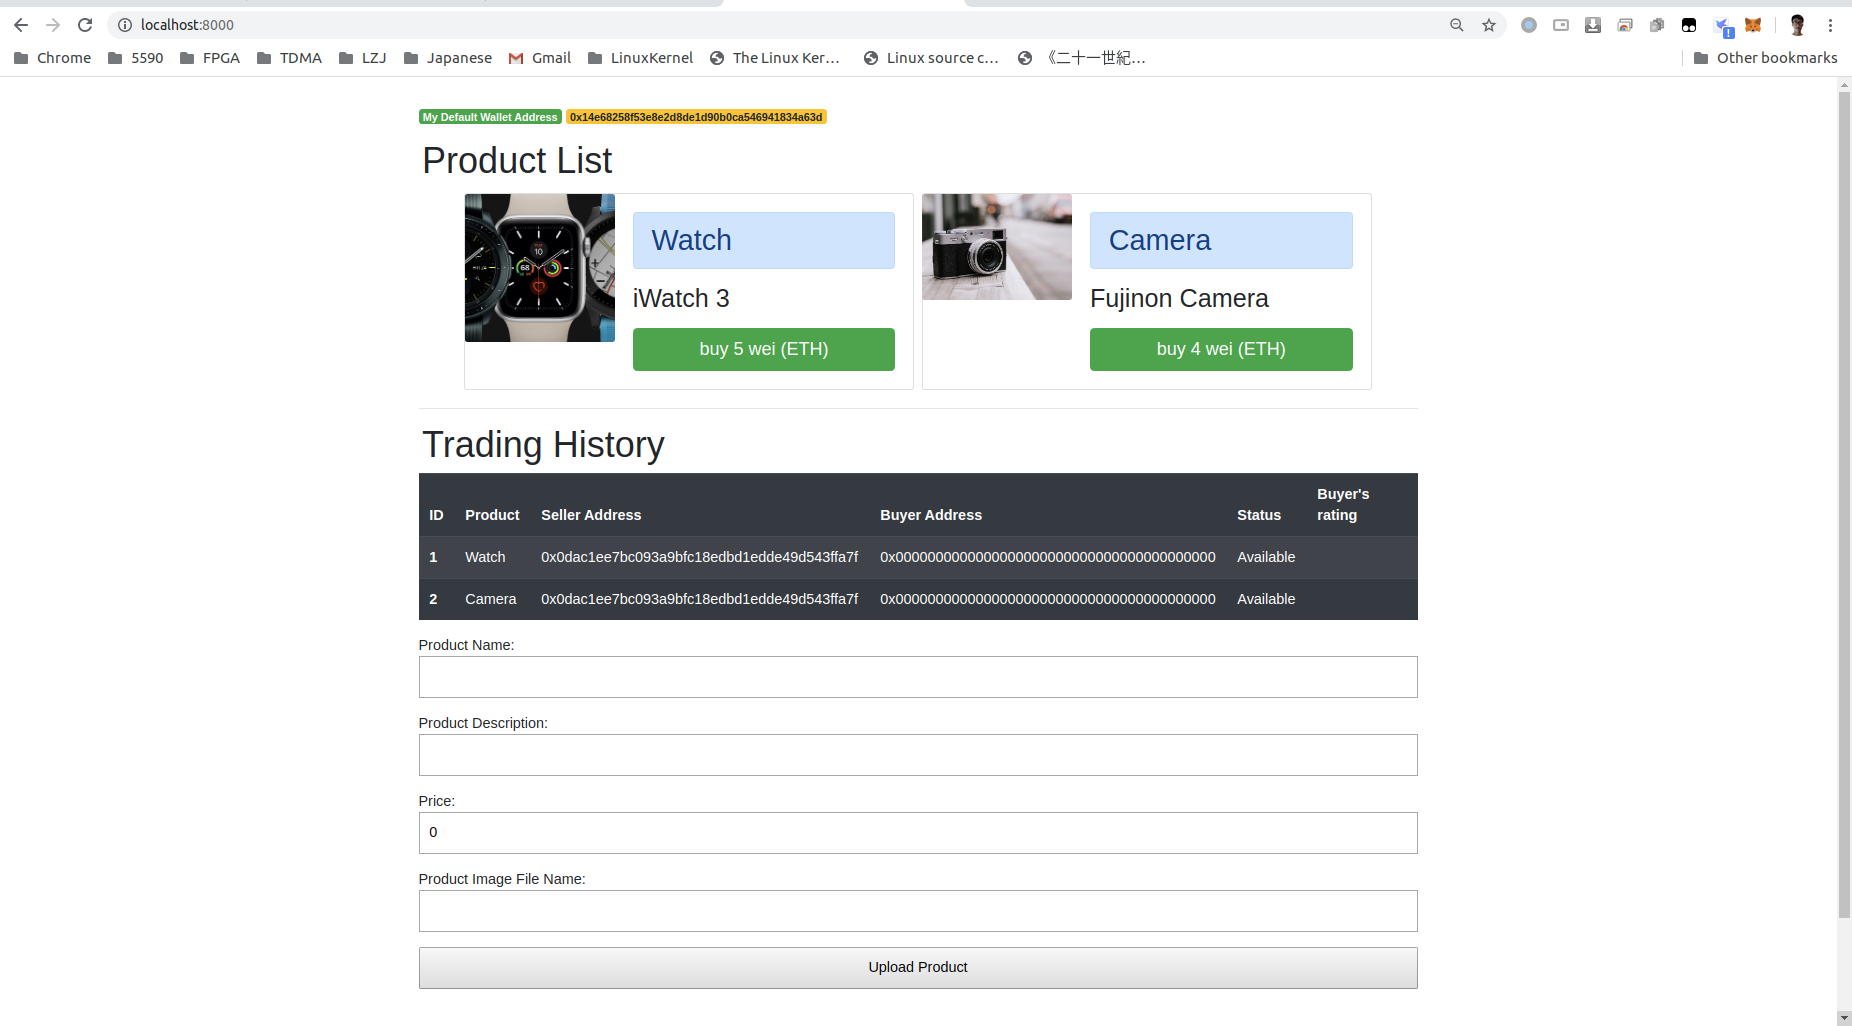 localhost:8000
Chrome 5590 FPGA TDMA LZJ Japanese Gmail LinuxKernel The Linux Ker… Linux source c… 《二十一世紀… Other bookmarks
My Default Wallet Address 0x14e68258f53e8e2d8de1d90b0ca546941834a63d
Product List
Watch
iWatch 3
buy 5 wei (ETH)
Camera
Fujinon Camera
buy 4 wei (ETH)
Trading History
ID Product Seller Address Buyer Address Status Buyer's rating
1 Watch 0x0dac1ee7bc093a9bfc18edbd1edde49d543ffa7f 0x0000000000000000000000000000000000000000 Available
2 Camera 0x0dac1ee7bc093a9bfc18edbd1edde49d543ffa7f 0x0000000000000000000000000000000000000000 Available
Product Name:
Product Description:
Price:
0
Product Image File Name:
Upload Product